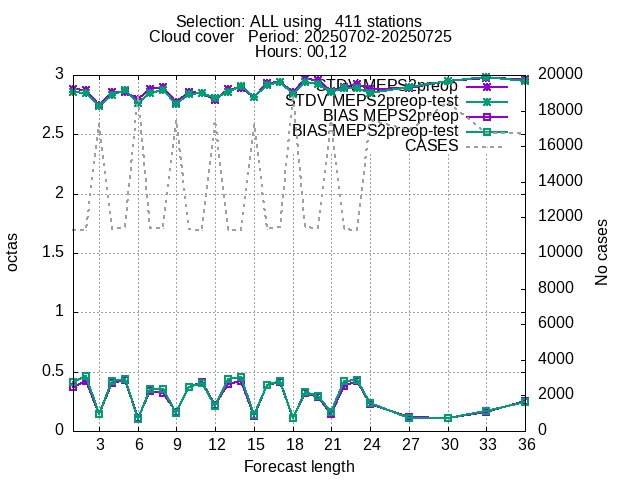 Selection: ALL using   411 stations
Cloud cover   Period: 20250702-20250725
Hours: 00,12
3
2.5
2
1.5
1
0.5
0
octas
20000
18000
16000
14000
12000
10000
8000
6000
4000
2000
0
No cases
STDV MEPS2preop
STDV MEPS2preop-test
BIAS MEPS2preop
BIAS MEPS2preop-test
CASES
3 6 9 12 15 18 21 24 27 30 33 36
Forecast length